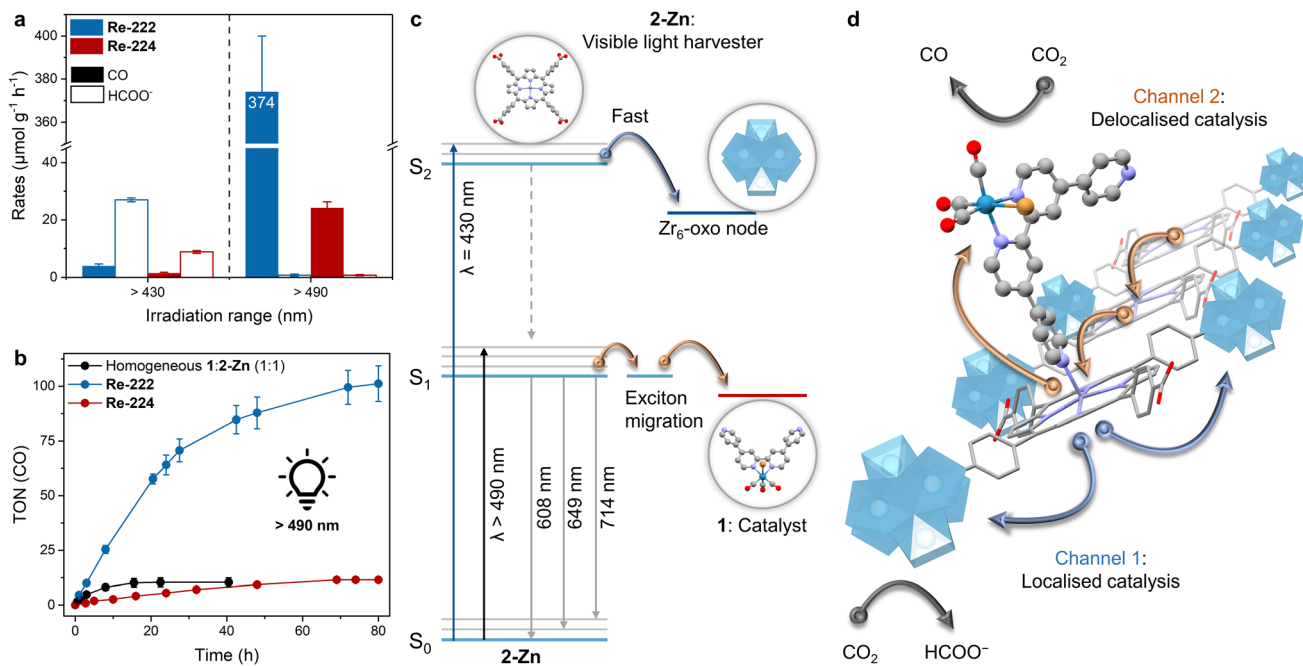 a
Re-222
Re-224
CO
HCOO⁻
Rates (µmol g⁻¹ h⁻¹)
400
380
360
40
20
0
374
> 430
> 490
Irradiation range (nm)
b
Homogeneous 1:2-Zn (1:1)
Re-222
Re-224
TON (CO)
100
75
50
25
0
> 490 nm
0
20
40
60
80
Time (h)
c
2-Zn:
Visible light harvester
Fast
S₂
λ = 430 nm
Zr₆-oxo node
S₁
Exciton
migration
λ > 490 nm
608 nm
649 nm
714 nm
1: Catalyst
S₀
2-Zn
d
CO
CO₂
Channel 2:
Delocalised catalysis
Channel 1:
Localised catalysis
CO₂
HCOO⁻